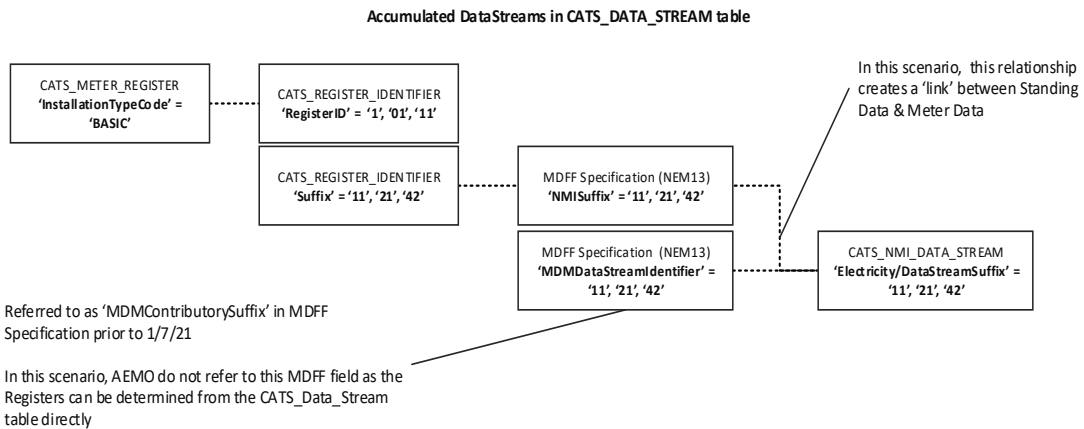 Accumulated DataStreams in CATS_DATA_STREAM table
CATS_METER_REGISTER
‘InstallationTypeCode’ =
‘BASIC’
CATS_REGISTER_IDENTIFIER
‘RegisterID’ = ‘1’, ‘01’, ‘11’
CATS_REGISTER_IDENTIFIER
‘Suffix’ = ‘11’, ‘21’, ‘42’
MDFF Specification (NEM13)
‘NMISuffix’ = ‘11’, ‘21’, ‘42’
MDFF Specification (NEM13)
‘MDMDataStreamIdentifier’ =
‘11’, ‘21’, ‘42’
In this scenario, this relationship
creates a ‘link’ between Standing
Data & Meter Data
CATS_NMI_DATA_STREAM
‘Electricity/DataStreamSuffix’ =
‘11’, ‘21’, ‘42’
Referred to as ‘MDMContributorySuffix’ in MDFF
Specification prior to 1/7/21
In this scenario, AEMO do not refer to this MDFF field as the
Registers can be determined from the CATS_Data_Stream
table directly